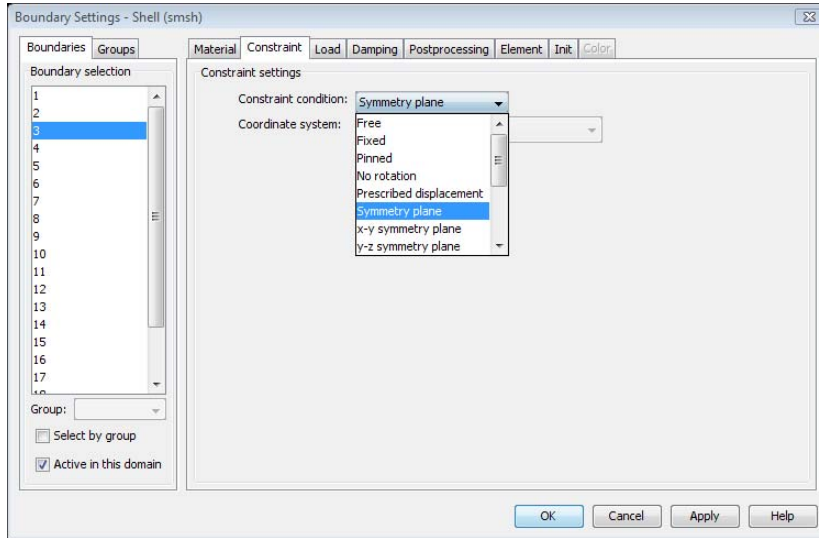 Boundary Settings - Shell (smsh)
Boundaries Groups
Boundary selection
1
2
3
4
5
6
7
8
9
10
11
12
13
14
15
16
17
18
Group:
Select by group
Active in this domain
Material Constraint Load Damping Postprocessing Element Init Color
Constraint settings
Constraint condition: Symmetry plane
Coordinate system:
Free
Fixed
Pinned
No rotation
Prescribed displacement
Symmetry plane
x-y symmetry plane
y-z symmetry plane
OK Cancel Apply Help